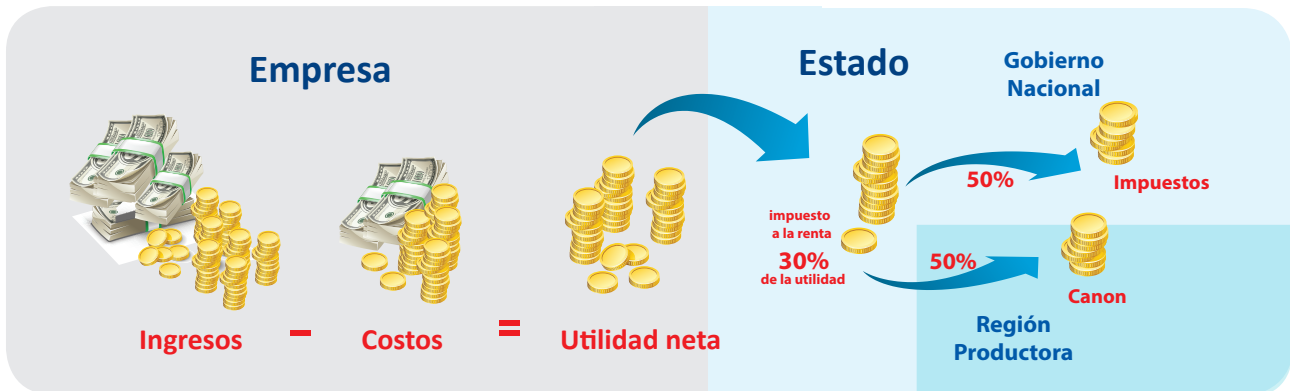 Empresa
Ingresos
–
Costos
=
Utilidad neta
Estado
impuesto
a la renta
30%
de la utilidad
Gobierno
Nacional
50%
Impuestos
50%
Canon
Región
Productora